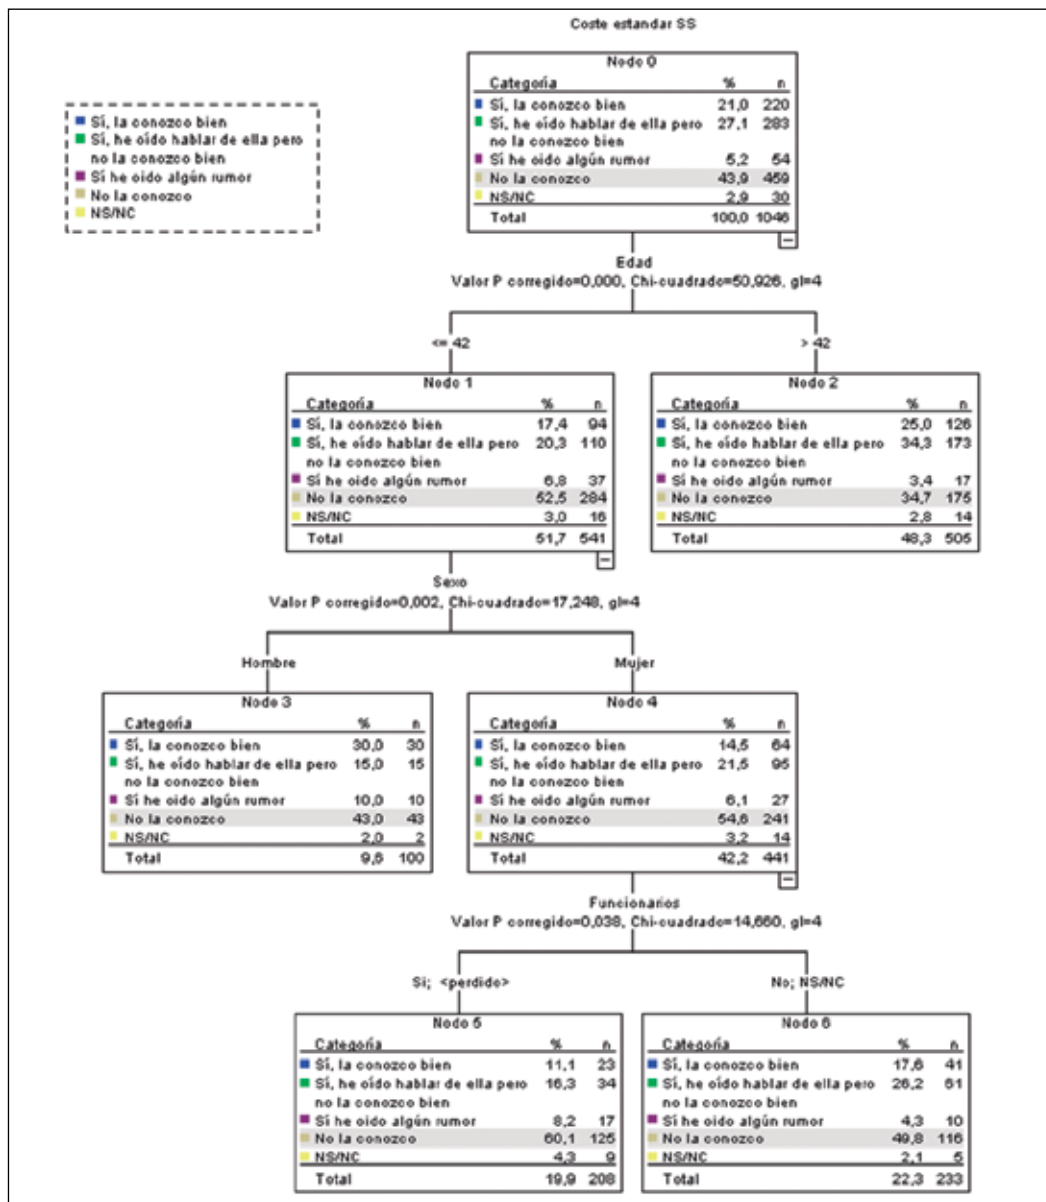 Coste estandar SS
Sí, la conozco bien
Sí, he oído hablar de ella pero
no la conozco bien
Sí he oido algún rumor
No la conozco
NS/NC
Nodo 0
Categoría % n
Sí, la conozco bien 21,0 220
Sí, he oído hablar de ella pero 27,1 283
no la conozco bien
Sí he oido algún rumor 5,2 54
No la conozco 43,9 459
NS/NC 2,9 30
Total 100,0 1046
Edad
Valor P corregido=0,000, Chi-cuadrado=50,926, gl=4
<= 42
> 42
Nodo 1
Categoría % n
Sí, la conozco bien 17,4 94
Sí, he oído hablar de ella pero 20,3 110
no la conozco bien
Sí he oido algún rumor 6,8 37
No la conozco 52,5 284
NS/NC 3,0 16
Total 51,7 541
Nodo 2
Categoría % n
Sí, la conozco bien 25,0 126
Sí, he oído hablar de ella pero 34,3 173
no la conozco bien
Sí he oido algún rumor 3,4 17
No la conozco 34,7 175
NS/NC 2,8 14
Total 48,3 505
Sexo
Valor P corregido=0,002, Chi-cuadrado=17,248, gl=4
Hombre
Mujer
Nodo 3
Categoría % n
Sí, la conozco bien 30,0 30
Sí, he oído hablar de ella pero 15,0 15
no la conozco bien
Sí he oido algún rumor 10,0 10
No la conozco 43,0 43
NS/NC 2,0 2
Total 9,6 100
Nodo 4
Categoría % n
Sí, la conozco bien 14,5 64
Sí, he oído hablar de ella pero 21,5 95
no la conozco bien
Sí he oido algún rumor 6,1 27
No la conozco 54,6 241
NS/NC 3,2 14
Total 42,2 441
Funcionarios
Valor P corregido=0,038, Chi-cuadrado=14,660, gl=4
Si; <perdido>
No; NS/NC
Nodo 5
Categoría % n
Sí, la conozco bien 11,1 23
Sí, he oído hablar de ella pero 16,3 34
no la conozco bien
Sí he oido algún rumor 8,2 17
No la conozco 60,1 125
NS/NC 4,3 9
Total 19,9 208
Nodo 6
Categoría % n
Sí, la conozco bien 17,6 41
Sí, he oído hablar de ella pero 26,2 61
no la conozco bien
Sí he oido algún rumor 4,3 10
No la conozco 49,8 116
NS/NC 2,1 5
Total 22,3 233